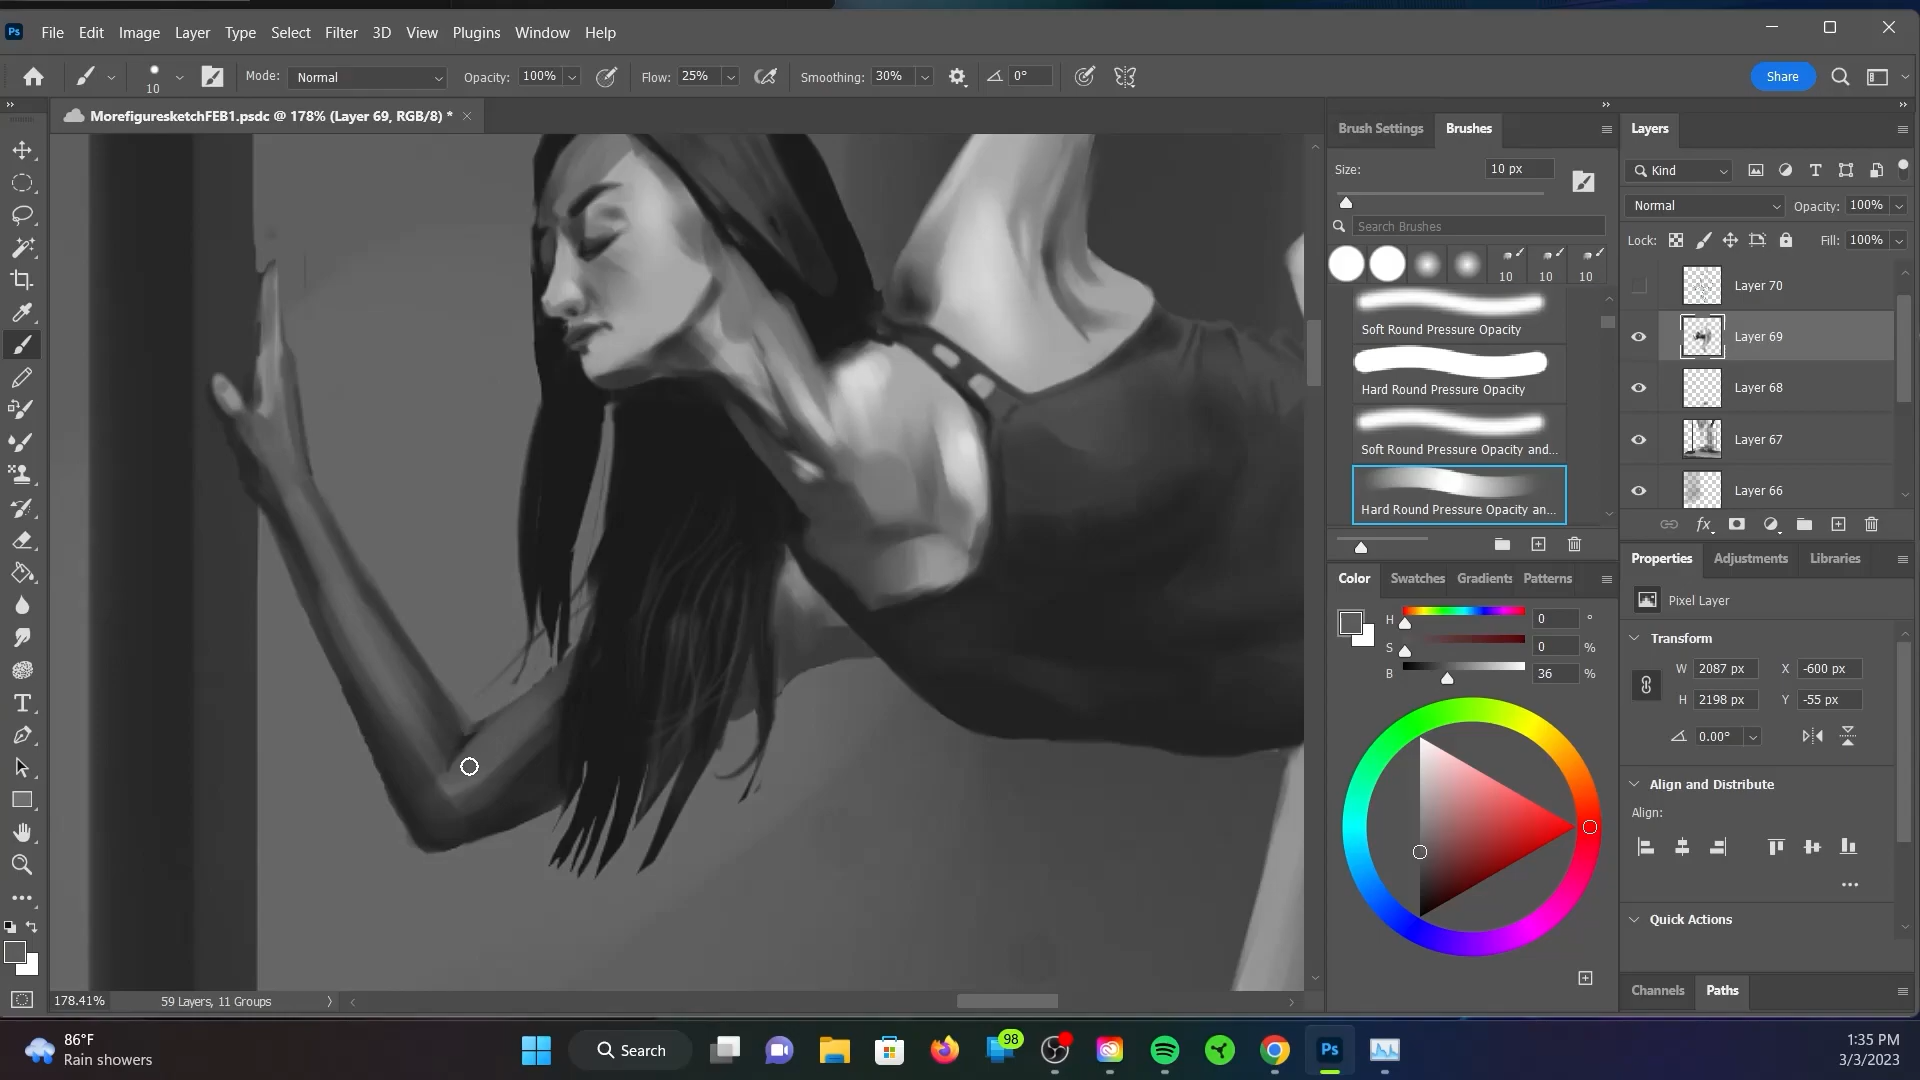 Ps File Edit Image Layer Type Select Filter 3D View Plugins Window Help
10 Mode: Normal Opacity: 100% Flow: 25% Smoothing: 30% 0° Share
MorefiguresketchFEB1.psdc @ 178% (Layer 69, RGB/8) *
Brush Settings Brushes
Size: 10 px
Search Brushes
10 10 10
Soft Round Pressure Opacity
Hard Round Pressure Opacity
Soft Round Pressure Opacity and...
Hard Round Pressure Opacity an...
Color Swatches Gradients Patterns
H 0 °
S 0 %
B 36 %
Layers
Kind
Normal Opacity: 100%
Lock: Fill: 100%
Layer 70
Layer 69
Layer 68
Layer 67
Layer 66
fx
Properties Adjustments Libraries
Pixel Layer
Transform
W 2087 px X -600 px
H 2198 px Y -55 px
0.00°
Align and Distribute
Align:
Quick Actions
Channels Paths
178.41% 59 Layers, 11 Groups
86°F
Rain showers
Search
98
Ps
1:35 PM
3/3/2023